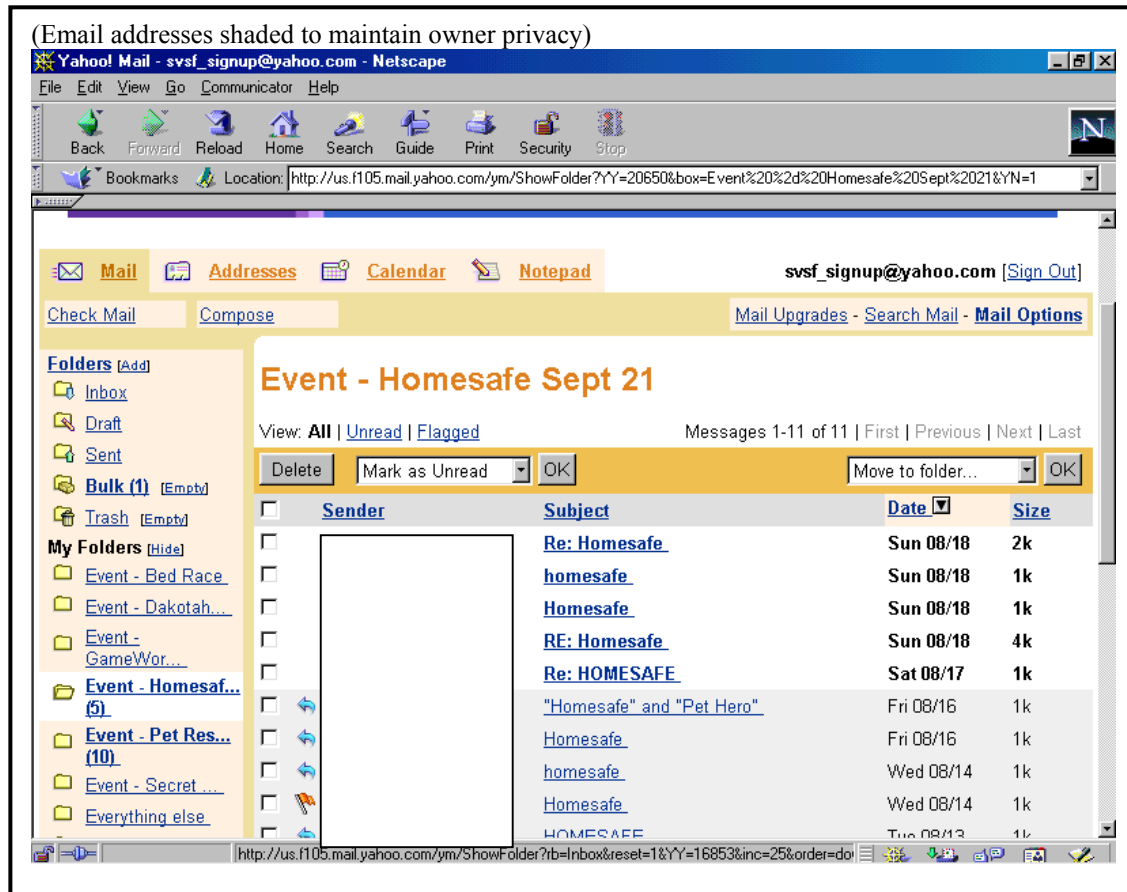 (Email addresses shaded to maintain owner privacy)
Yahoo! Mail - svsf_signup@yahoo.com - Netscape
File Edit View Go Communicator Help
Back Forward Reload Home Search Guide Print Security Stop
N
Bookmarks Location: http://us.f105.mail.yahoo.com/ym/ShowFolder?YY=20650&box=Event%20%2d%20Homesafe%20Sept%2021&YN=1
Mail Addresses Calendar Notepad svsf_signup@yahoo.com [Sign Out]
Check Mail Compose Mail Upgrades - Search Mail - Mail Options
Folders [Add]
Inbox
Draft
Sent
Bulk (1) [Empty]
Trash [Empty]
My Folders [Hide]
Event - Bed Race
Event - Dakotah...
Event -
GameWor...
Event - Homesaf...
(5)
Event - Pet Res...
(10)
Event - Secret ...
Everything else
Event - Homesafe Sept 21
View: All | Unread | Flagged Messages 1-11 of 11 | First | Previous | Next | Last
Delete Mark as Unread OK Move to folder... OK
Sender Subject Date Size
Re: Homesafe Sun 08/18 2k
homesafe Sun 08/18 1k
Homesafe Sun 08/18 1k
RE: Homesafe Sun 08/18 4k
Re: HOMESAFE Sat 08/17 1k
"Homesafe" and "Pet Hero" Fri 08/16 1k
Homesafe Fri 08/16 1k
homesafe Wed 08/14 1k
Homesafe Wed 08/14 1k
HOMESAFE Tue 08/13 1k
http://us.f105.mail.yahoo.com/ym/ShowFolder?rb=Inbox&reset=1&YY=16853&inc=25&order=do